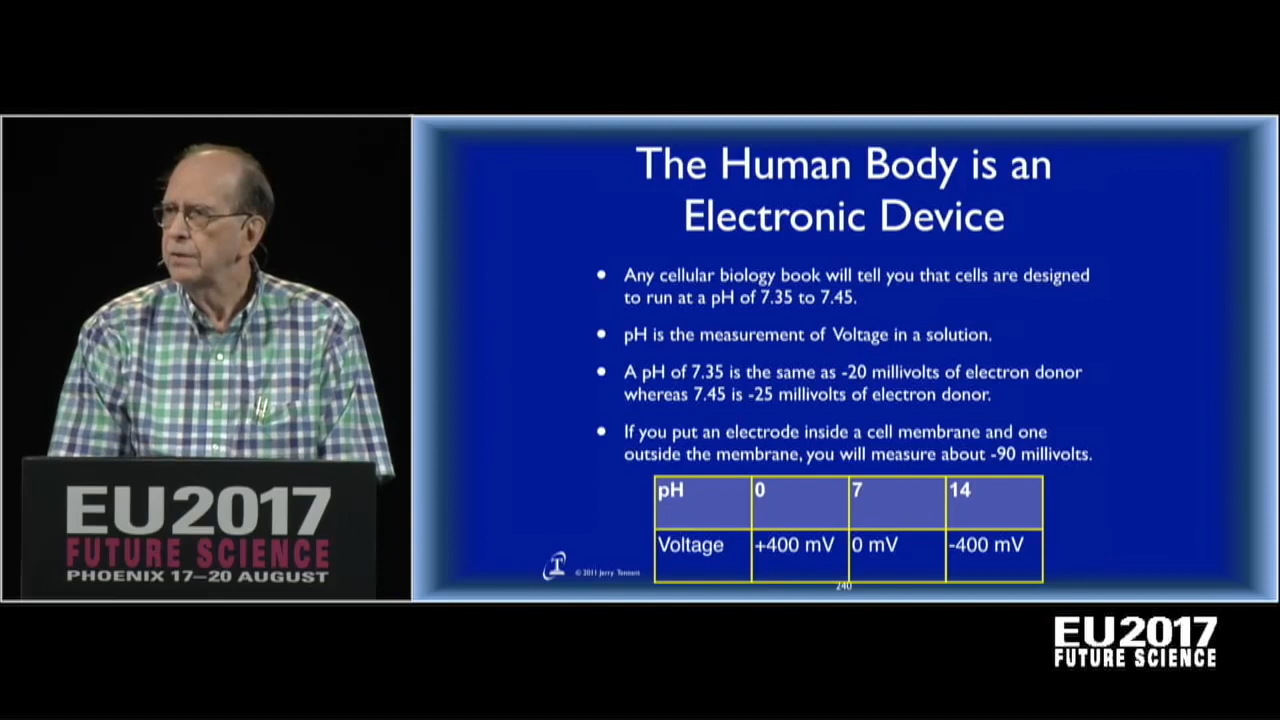 The Human Body is an
Electronic Device
• Any cellular biology book will tell you that cells are designed
to run at a pH of 7.35 to 7.45.
• pH is the measurement of Voltage in a solution.
• A pH of 7.35 is the same as -20 millivolts of electron donor
whereas 7.45 is -25 millivolts of electron donor.
• If you put an electrode inside a cell membrane and one
outside the membrane, you will measure about -90 millivolts.
pH 0 7 14
Voltage +400 mV 0 mV -400 mV
T © 2011 Jerry Tennant
240
EU2017
FUTURE SCIENCE
PHOENIX 17–20 AUGUST
EU2017
FUTURE SCIENCE